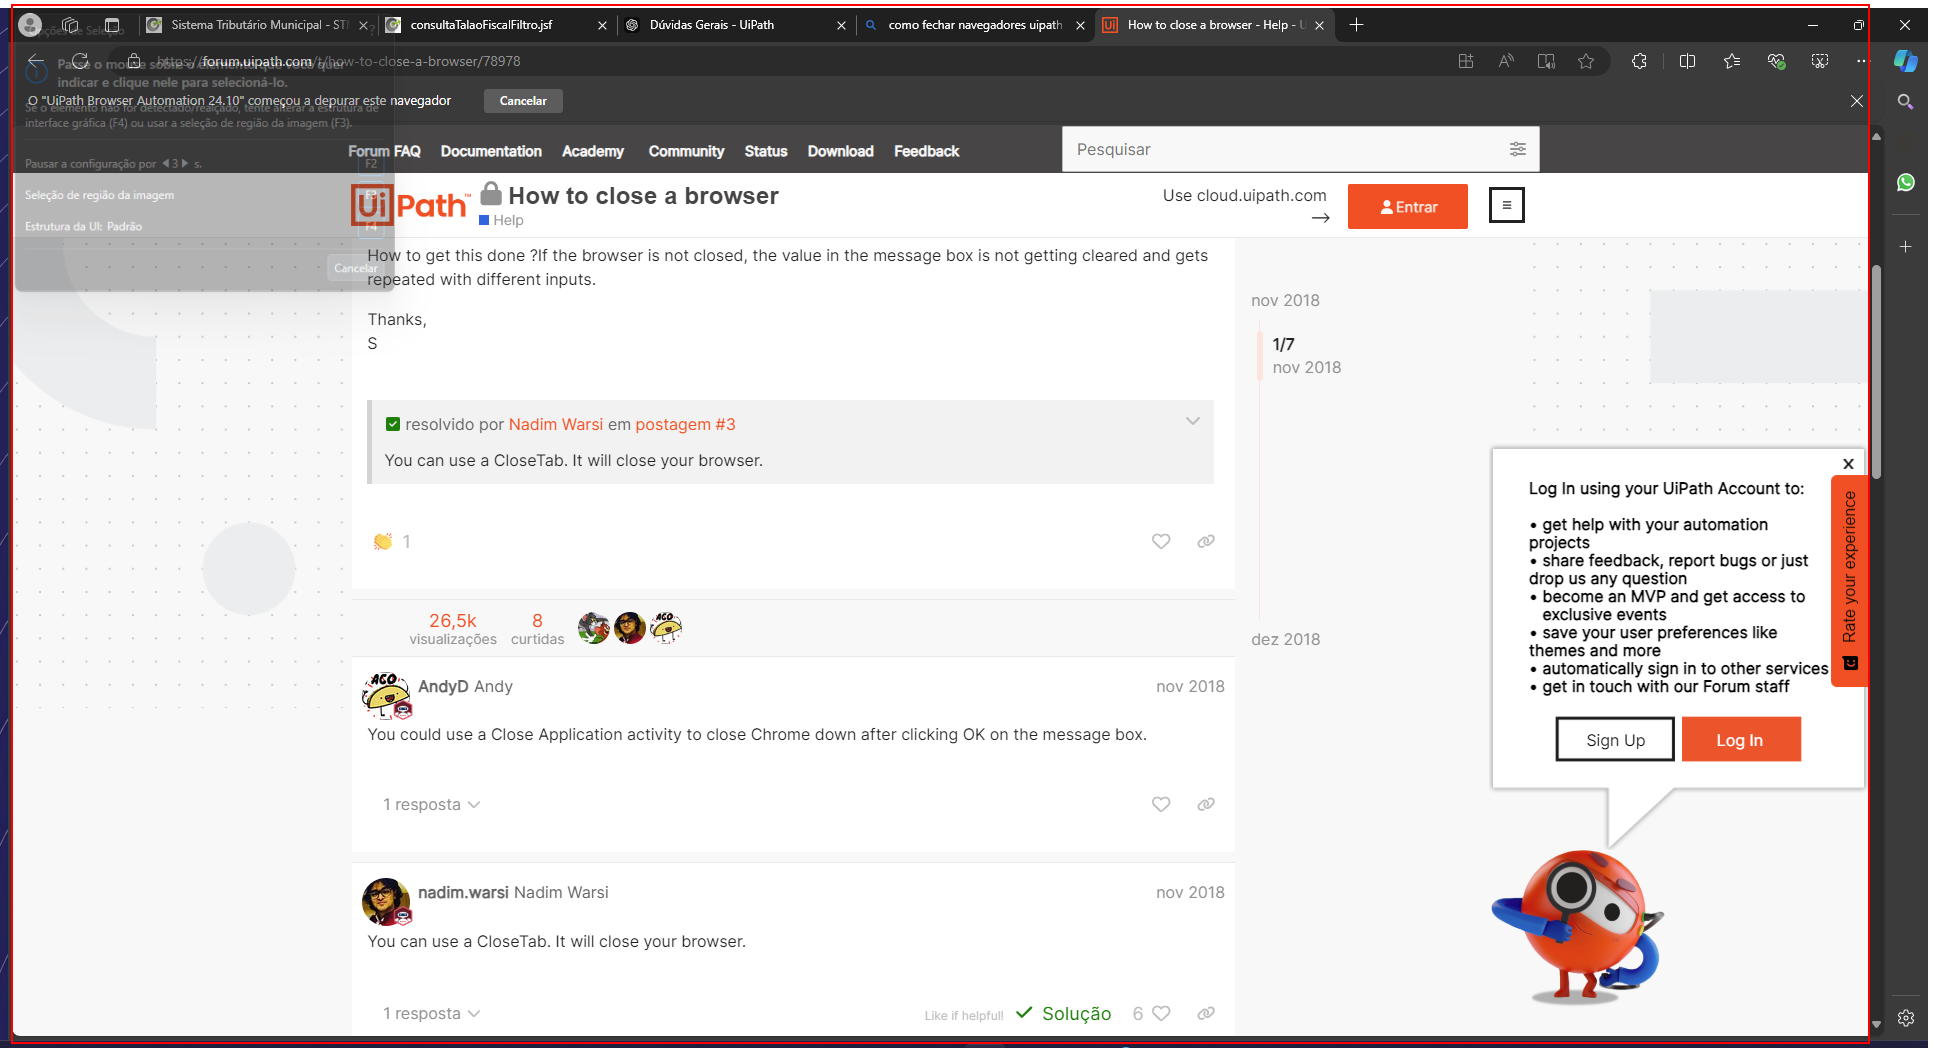 Sistema Tributário Municipal - STM
consultaTalaoFiscalFiltro.jsf
Dúvidas Gerais - UiPath
como fechar navegadores uipath
How to close a browser - Help - U
Opções de Seleção
?
https://forum.uipath.com/t/how-to-close-a-browser/78978
Passe o mouse sobre o elemento que você quer
indicar e clique nele para selecioná-lo.
O "UiPath Browser Automation 24.10" começou a depurar este navegador
Cancelar
Se o elemento não for detectado/realçado, tente alterar a estrutura de
interface gráfica (F4) ou usar a seleção de região da imagem (F3).
Forum FAQ
Documentation
Academy
Community
Status
Download
Feedback
Pesquisar
Pausar a configuração por 3 s.
F2
Seleção de região da imagem
F3
Estrutura da UI: Padrão
F4
Cancelar
UiPath™
How to close a browser
Help
Use cloud.uipath.com
→
Entrar
How to get this done ?If the browser is not closed, the value in the message box is not getting cleared and gets
repeated with different inputs.
Thanks,
S
nov 2018
1/7
nov 2018
resolvido por Nadim Warsi em postagem #3
You can use a CloseTab. It will close your browser.
1
26,5k
visualizações
8
curtidas
AGO
dez 2018
AGO
AndyD Andy
nov 2018
You could use a Close Application activity to close Chrome down after clicking OK on the message box.
1 resposta
nadim.warsi Nadim Warsi
nov 2018
You can use a CloseTab. It will close your browser.
1 resposta
Like if helpful!
Solução
6
X
Log In using your UiPath Account to:
• get help with your automation
projects
• share feedback, report bugs or just
drop us any question
• become an MVP and get access to
exclusive events
• save your user preferences like
themes and more
• automatically sign in to other services
• get in touch with our Forum staff
Sign Up
Log In
Rate your experience